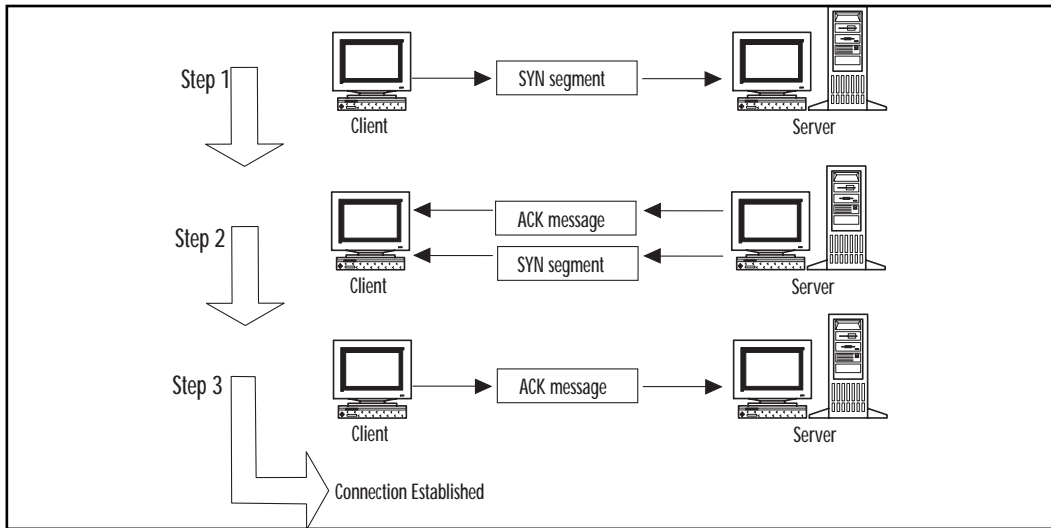 Step 1
SYN segment
Client
Server
ACK message
Step 2
SYN segment
Client
Server
Step 3
ACK message
Client
Server
Connection Established